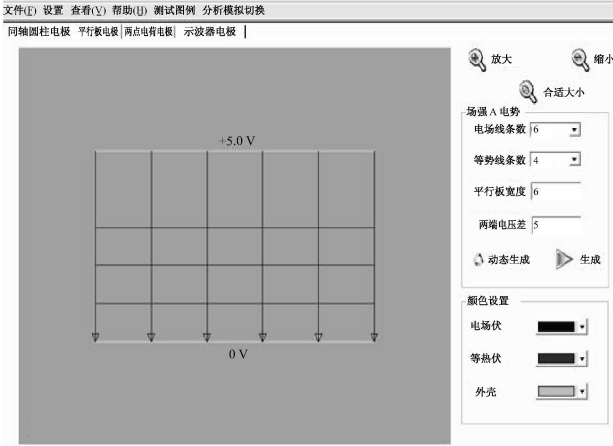 文件(F) 设置 查看(V) 帮助(H) 测试图例 分析模拟切换
同轴圆柱电极 平行板电极 两点电荷电极 示波器电极
放大 缩小
合适大小
场强A电势
电场线条数 6
等势线条数 4
平行板宽度 6
两端电压差 5
动态生成 生成
颜色设置
电场伏
等热伏
外壳
+5.0 V
0 V